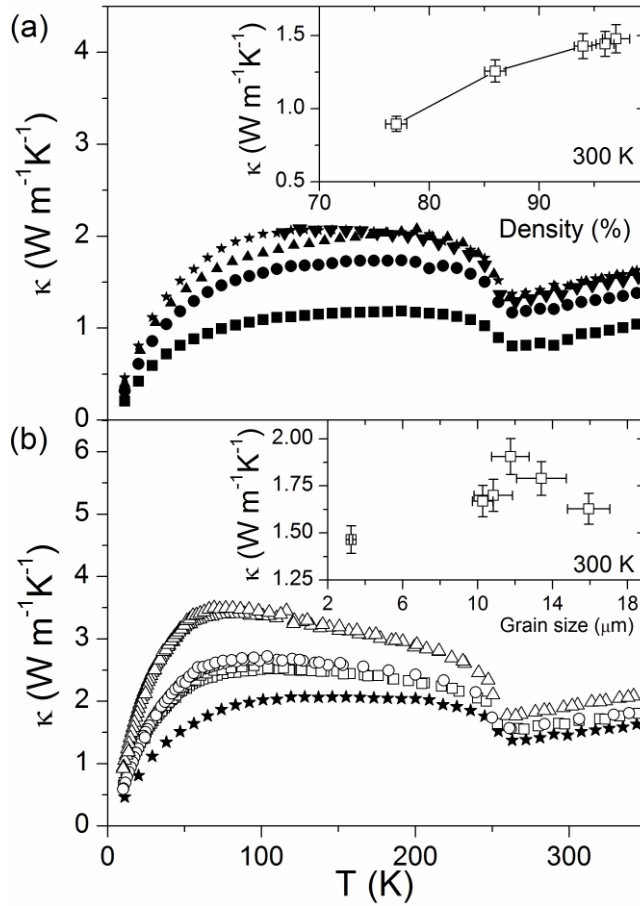 (a)
κ (W m⁻¹K⁻¹)
4
3
2
1
0
κ (W m⁻¹K⁻¹)
1.5
1.0
0.5
300 K
70 80 90
Density (%)
(b)
κ (W m⁻¹K⁻¹)
6
5
4
3
2
1
0
κ (W m⁻¹K⁻¹)
2.00
1.75
1.50
1.25
300 K
2 6 10 14 18
Grain size (μm)
0 100 200 300
T (K)